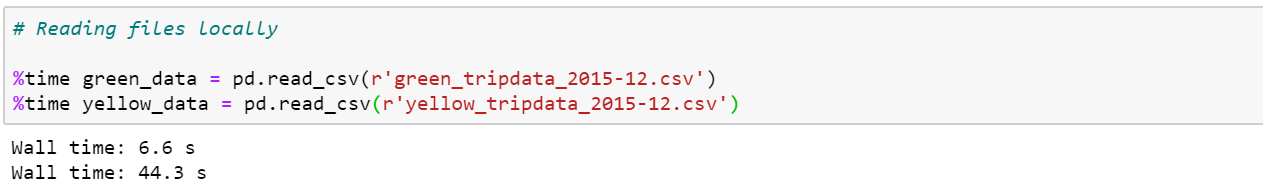 # Reading files locally
%time green_data = pd.read_csv(r'green_tripdata_2015-12.csv')
%time yellow_data = pd.read_csv(r'yellow_tripdata_2015-12.csv')
Wall time: 6.6 s
Wall time: 44.3 s